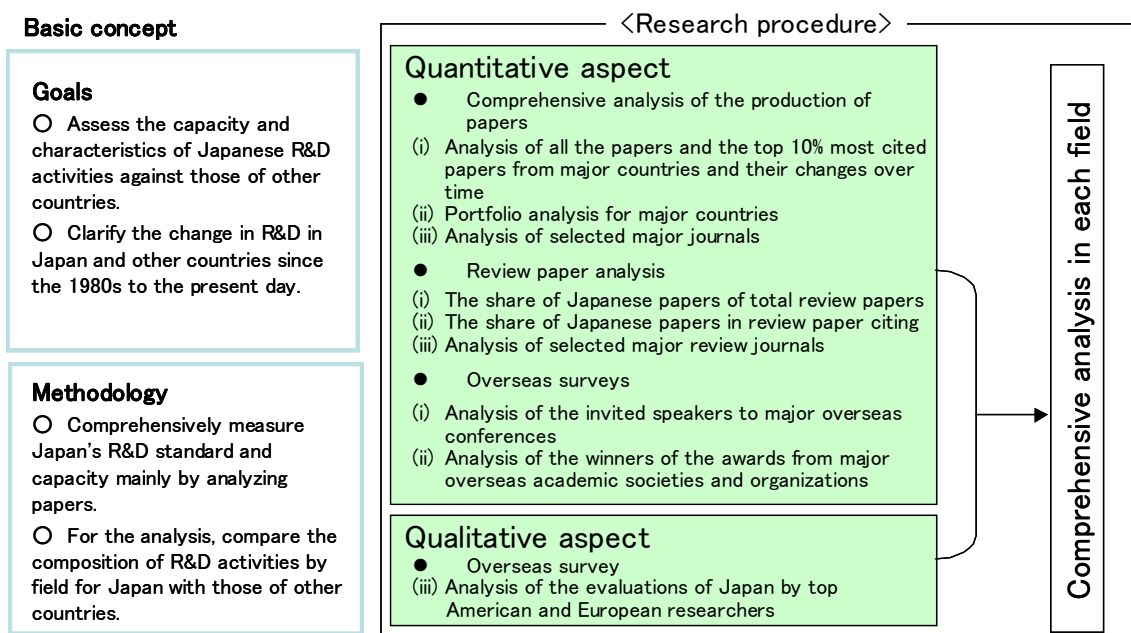 Basic concept
Goals
○ Assess the capacity and
characteristics of Japanese R&D
activities against those of other
countries.
○ Clarify the change in R&D in
Japan and other countries since
the 1980s to the present day.
Methodology
○ Comprehensively measure
Japan's R&D standard and
capacity mainly by analyzing
papers.
○ For the analysis, compare the
composition of R&D activities by
field for Japan with those of other
countries.
<Research procedure>
Quantitative aspect
● Comprehensive analysis of the production of
papers
(i) Analysis of all the papers and the top 10% most cited
papers from major countries and their changes over
time
(ii) Portfolio analysis for major countries
(iii) Analysis of selected major journals
● Review paper analysis
(i) The share of Japanese papers of total review papers
(ii) The share of Japanese papers in review paper citing
(iii) Analysis of selected major review journals
● Overseas surveys
(i) Analysis of the invited speakers to major overseas
conferences
(ii) Analysis of the winners of the awards from major
overseas academic societies and organizations
Qualitative aspect
● Overseas survey
(iii) Analysis of the evaluations of Japan by top
American and European researchers
Comprehensive analysis in each field